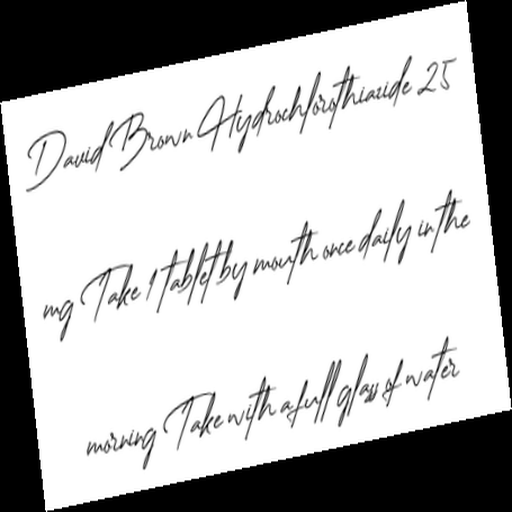 David Brown Hydrochlorothiazide 25
mg Take 1 tablet by mouth once daily in the
morning Take with a full glass of water